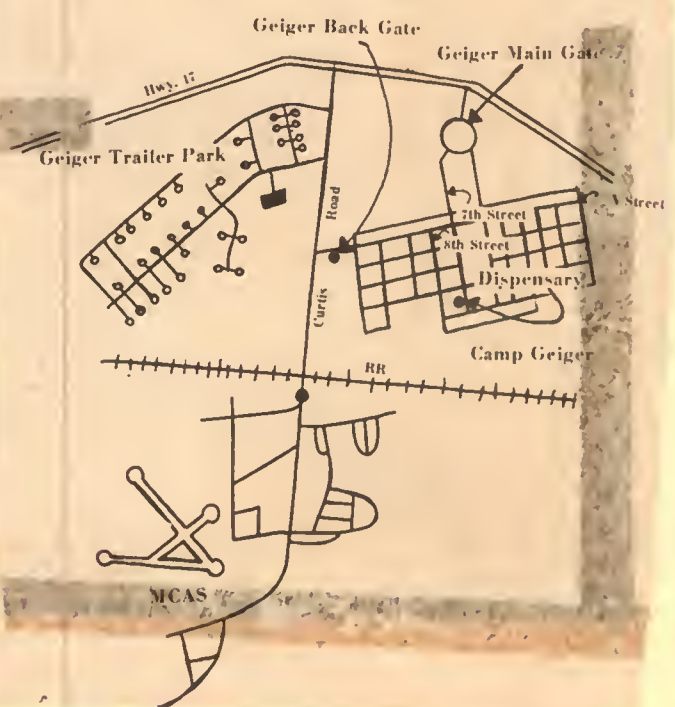 Geiger Back Gate
Geiger Main Gate
Hwy. 17
Geiger Trailer Park
Road
Street
7th Street
8th Street
Dispensary
Curtis
Camp Geiger
RR
MCAS